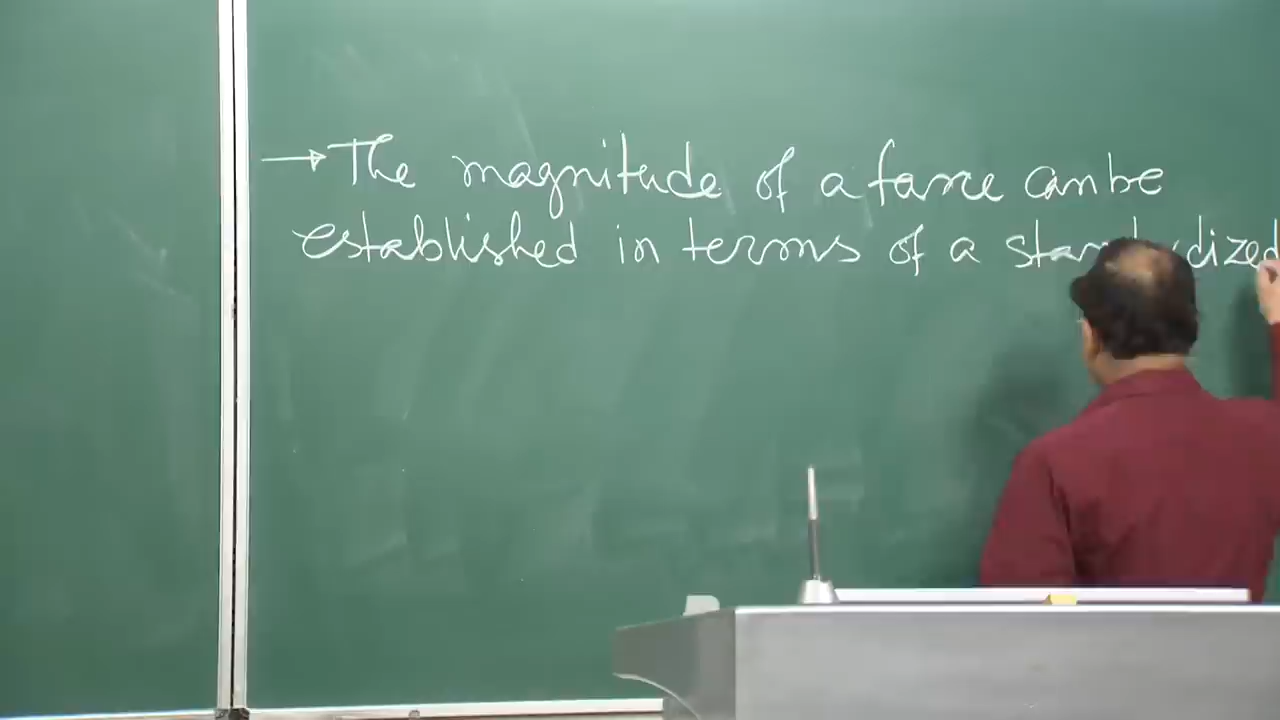 → The magnitude of a force can be
established in terms of a standardized